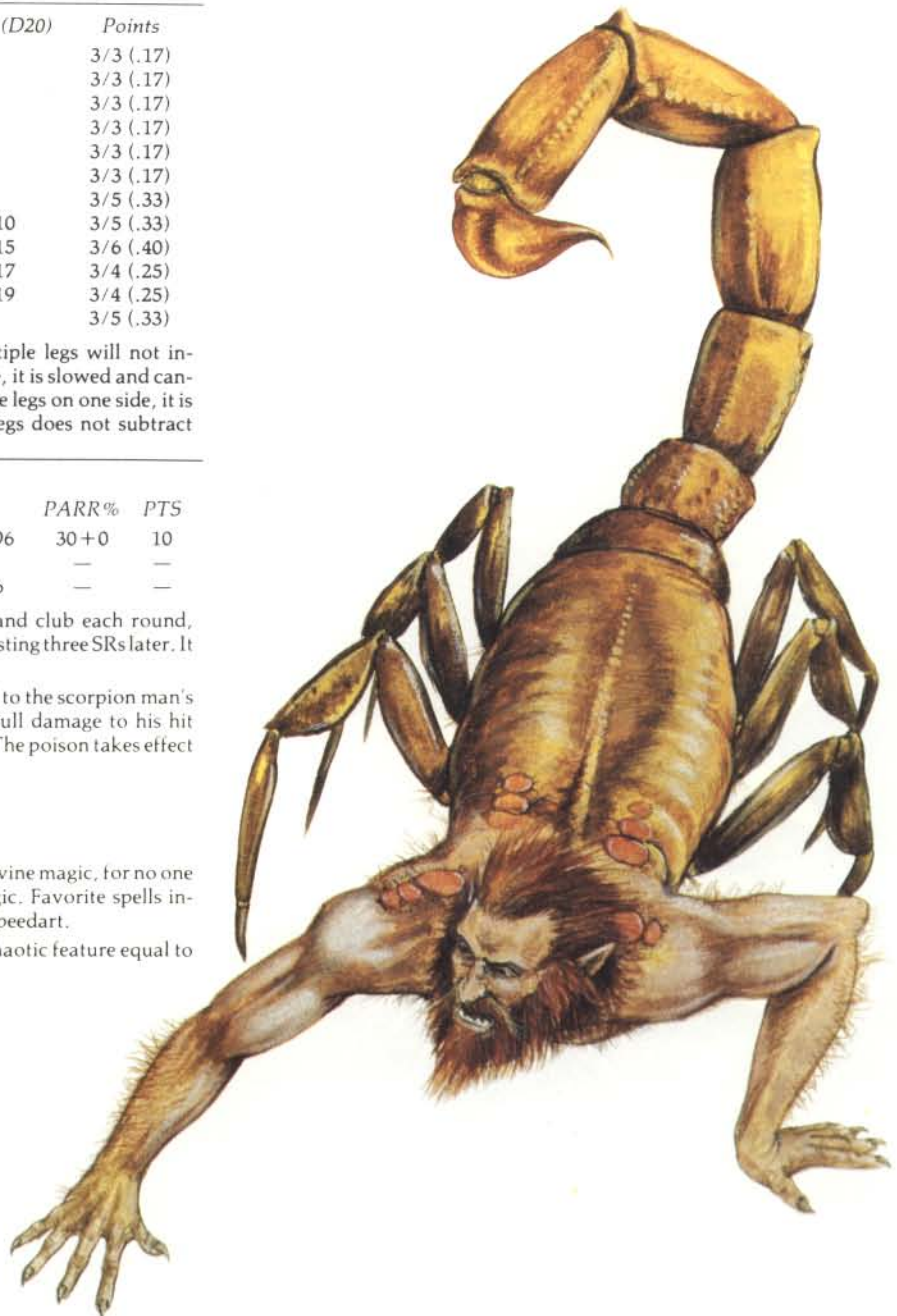 (D20) Points
3/3 (.17)
3/3 (.17)
3/3 (.17)
3/3 (.17)
3/3 (.17)
3/3 (.17)
3/5 (.33)
10 3/5 (.33)
15 3/6 (.40)
17 3/4 (.25)
19 3/4 (.25)
3/5 (.33)
tiple legs will not in-
, it is slowed and can-
e legs on one side, it is
egs does not subtract
PARR% PTS
06 30+0 10
— —
6 — —
and club each round,
sting three SRs later. It
to the scorpion man's
ull damage to his hit
The poison takes effect
vine magic, for no one
gic. Favorite spells in-
peedart.
haotic feature equal to